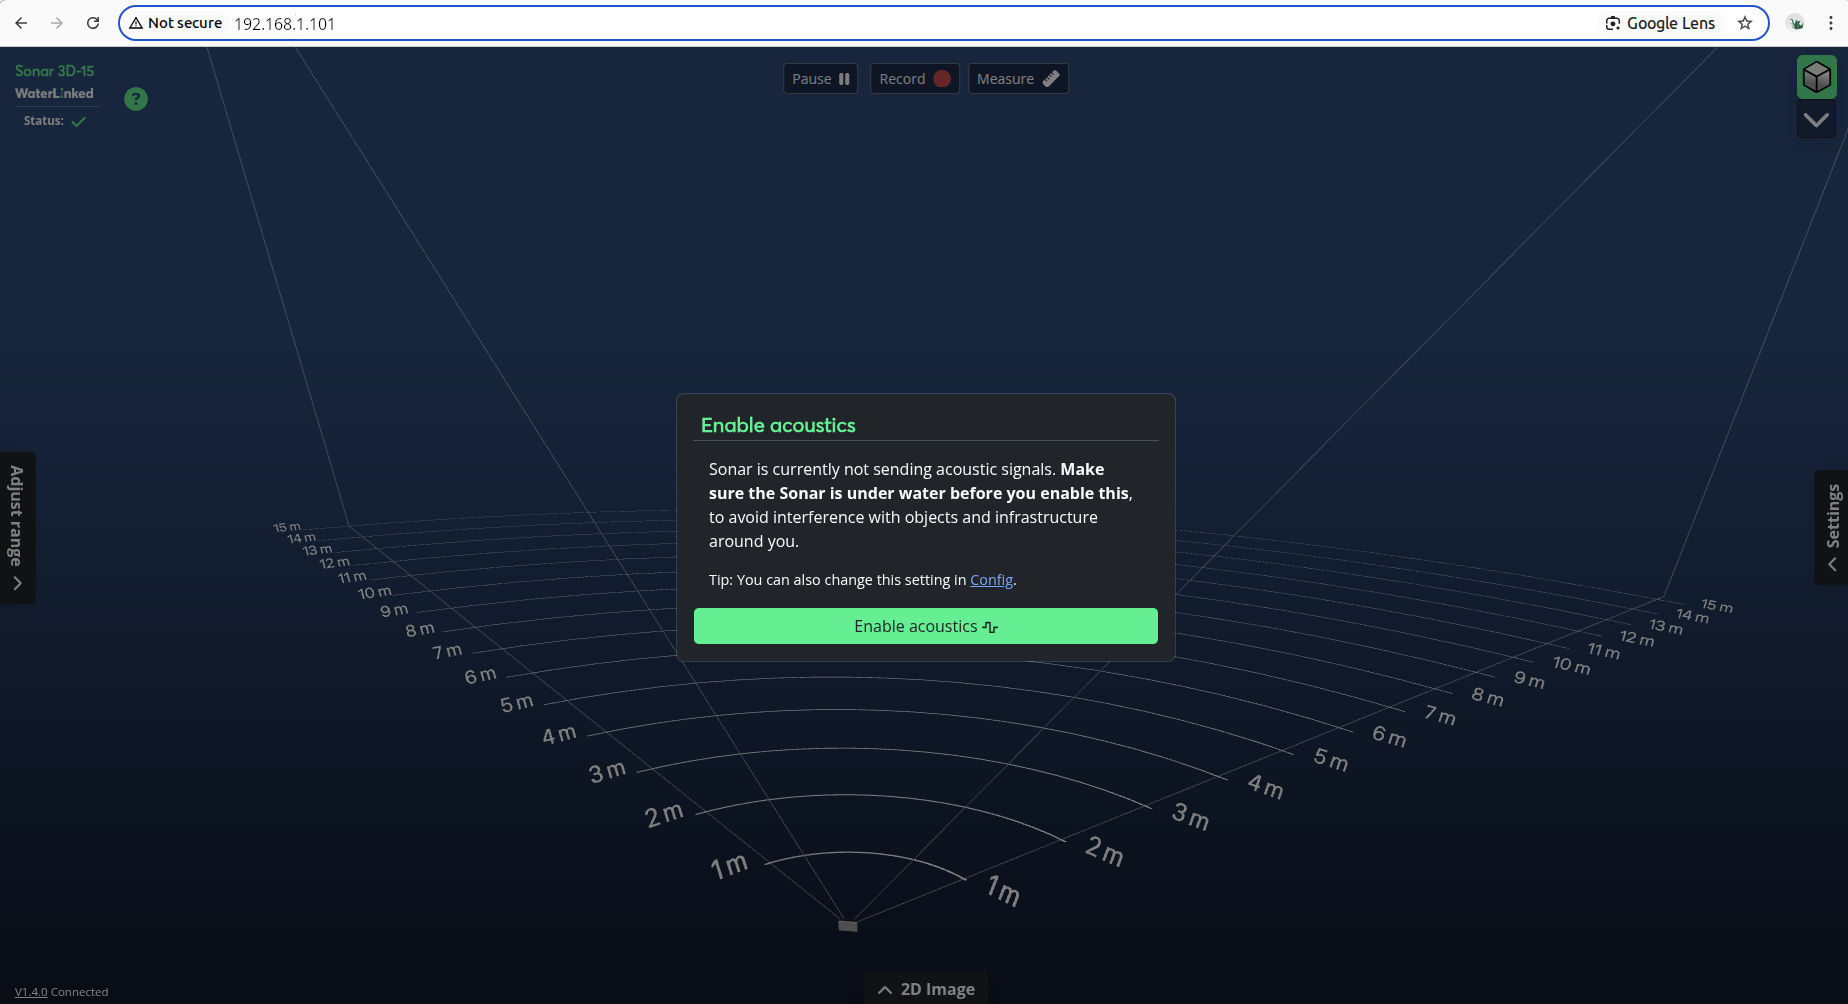 Not secure 192.168.1.101 Google Lens
Sonar 3D-15
WaterLinked
Status:
?
Pause Record Measure
Enable acoustics
Sonar is currently not sending acoustic signals. Make
sure the Sonar is under water before you enable this,
to avoid interference with objects and infrastructure
around you.
Tip: You can also change this setting in Config.
Enable acoustics
Adjust range
Settings
15 m
14 m
13 m
12 m
11 m
10 m
9 m
8 m
7 m
6 m
5 m
4 m
3 m
2 m
1 m
15 m
14 m
13 m
12 m
11 m
10 m
9 m
8 m
7 m
6 m
5 m
4 m
3 m
2 m
1 m
V1.4.0 Connected
2D Image